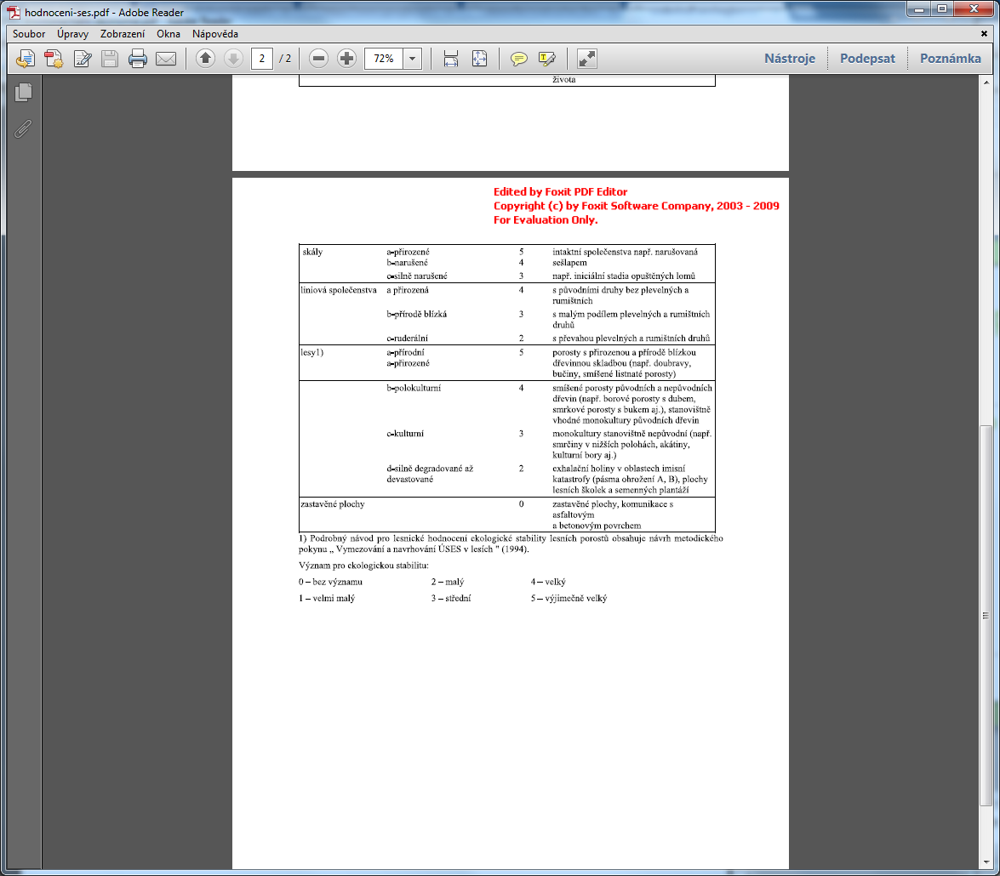 hodnoceni-ses.pdf - Adobe Reader
Soubor Úpravy Zobrazení Okna Nápověda
2 / 2 72% Nástroje Podepsat Poznámka
života
Edited by Foxit PDF Editor
Copyright (c) by Foxit Software Company, 2003 - 2009
For Evaluation Only.
skály a-přirozené 5 intaktní společenstva např. narušovaná
b-narušené 4 sešlapem
c-silně narušené 3 např. iniciální stadia opuštěných lomů
liniová společenstva a přirozená 4 s původními druhy bez plevelných a
rumištních
b-přírodě blízká 3 s malým podílem plevelných a rumištních
druhů
c-ruderální 2 s převahou plevelných a rumištních druhů
lesy1) a-přírodní 5 porosty s přirozenou a přírodě blízkou
a-přirozené dřevinnou skladbou (např. doubravy,
bučiny, smíšené listnaté porosty)
b-polokulturní 4 smíšené porosty původních a nepůvodních
dřevin (např. borové porosty s dubem,
smrkové porosty s bukem aj.), stanovištně
vhodné monokultury původních dřevin
c-kulturní 3 monokultury stanovištně nepůvodní (např.
smrčiny v nižších polohách, akátiny,
kulturní bory aj.)
d-silně degradované až 2 exhalační holiny v oblastech imisní
devastované katastrofy (pásma ohrožení A, B), plochy
lesních školek a semenných plantáží
zastavěné plochy 0 zastavěné plochy, komunikace s
asfaltovým
a betonovým povrchem
1) Podrobný návod pro lesnické hodnocení ekologické stability lesních porostů obsahuje návrh metodického
pokynu „ Vymezování a navrhování ÚSES v lesích " (1994).
Význam pro ekologickou stabilitu:
0 – bez významu 2 – malý 4 – velký
1 – velmi malý 3 – střední 5 – výjimečně velký